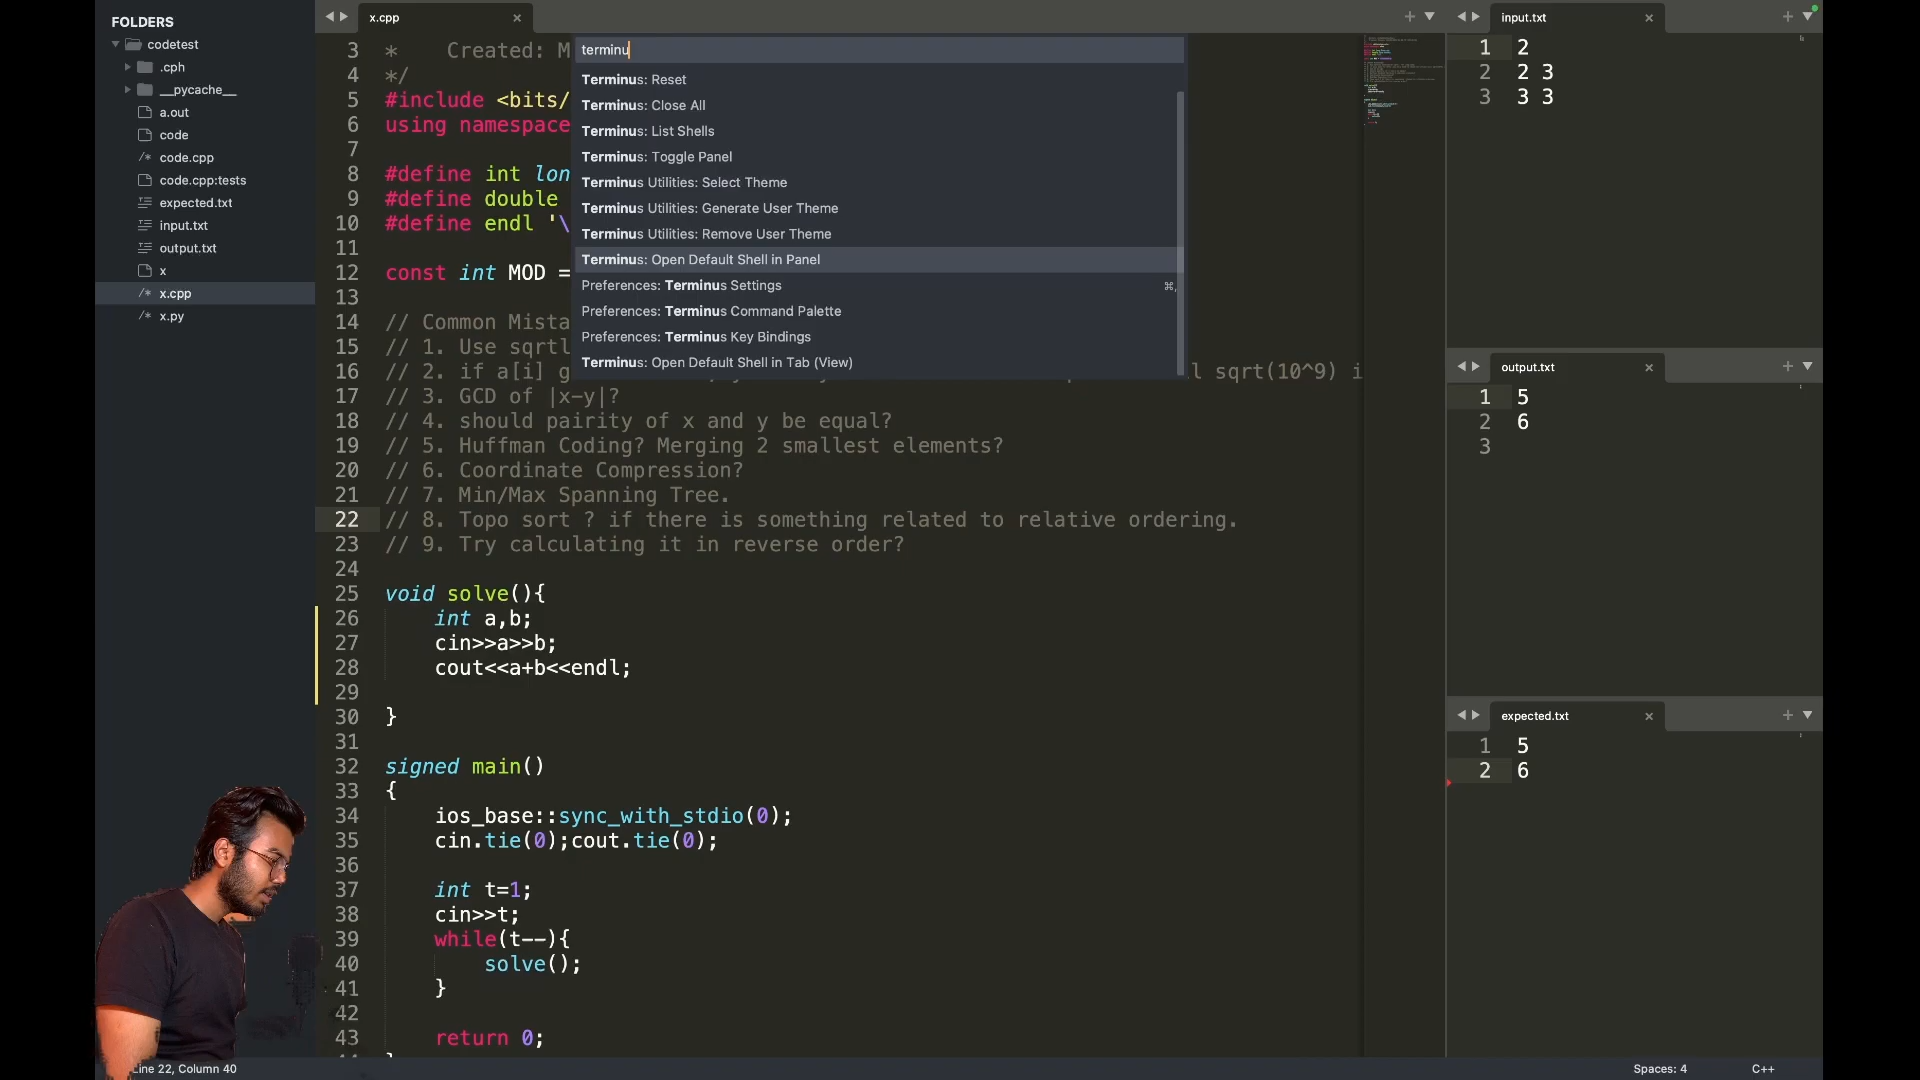 FOLDERS
codetest
.cph
__pycache__
a.out
code
code.cpp
code.cpp:tests
expected.txt
input.txt
output.txt
x
x.cpp
x.py
x.cpp
3 * Created: M
4 */
5 #include <bits/
6 using namespace
7
8 #define int lon
9 #define double
10 #define endl '\
11
12 const int MOD =
13
14 // Common Mista
15 // 1. Use sqrtl
16 // 2. if a[i] g l sqrt(10^9) i
17 // 3. GCD of |x-y|?
18 // 4. should pairity of x and y be equal?
19 // 5. Huffman Coding? Merging 2 smallest elements?
20 // 6. Coordinate Compression?
21 // 7. Min/Max Spanning Tree.
22 // 8. Topo sort ? if there is something related to relative ordering.
23 // 9. Try calculating it in reverse order?
24
25 void solve(){
26 int a,b;
27 cin>>a>>b;
28 cout<<a+b<<endl;
29
30 }
31
32 signed main()
33 {
34 ios_base::sync_with_stdio(0);
35 cin.tie(0);cout.tie(0);
36
37 int t=1;
38 cin>>t;
39 while(t--){
40 solve();
41 }
42
43 return 0;
terminu
Terminus: Reset
Terminus: Close All
Terminus: List Shells
Terminus: Toggle Panel
Terminus Utilities: Select Theme
Terminus Utilities: Generate User Theme
Terminus Utilities: Remove User Theme
Terminus: Open Default Shell in Panel
Preferences: Terminus Settings ⌘,
Preferences: Terminus Command Palette
Preferences: Terminus Key Bindings
Terminus: Open Default Shell in Tab (View)
input.txt
1 2
2 2 3
3 3 3
output.txt
1 5
2 6
3
expected.txt
1 5
2 6
Line 22, Column 40
Spaces: 4
C++